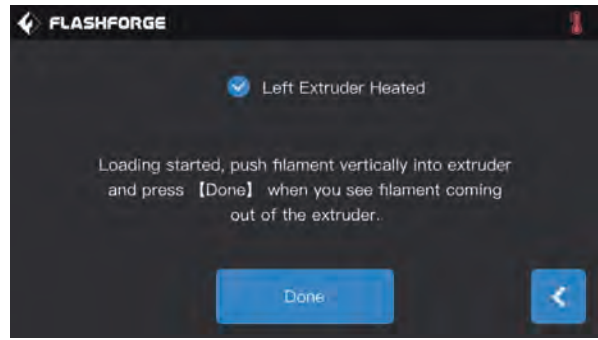 FLASHFORGE
Left Extruder Heated
Loading started, push filament vertically into extruder
and press 【Done】 when you see filament coming
out of the extruder.
Done